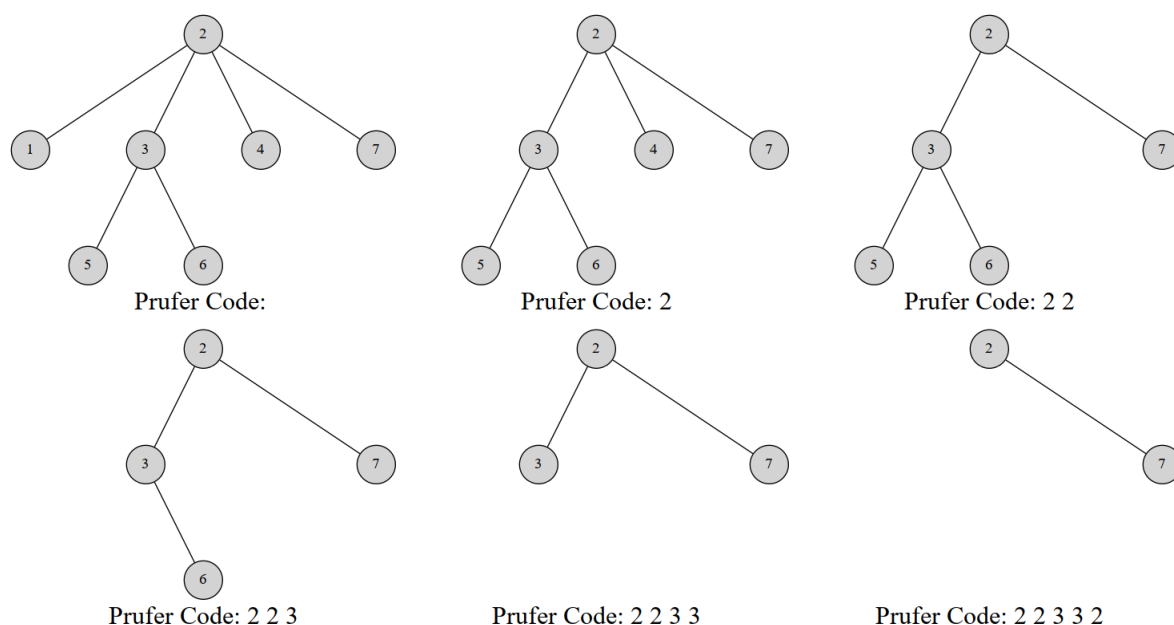 2 2 2
1 3 4 7 3 4 7 3 7
5 6 5 6 5 6
Prufer Code: Prufer Code: 2 Prufer Code: 2 2
2 2 2
3 7 3 7 7
6
Prufer Code: 2 2 3 Prufer Code: 2 2 3 3 Prufer Code: 2 2 3 3 2